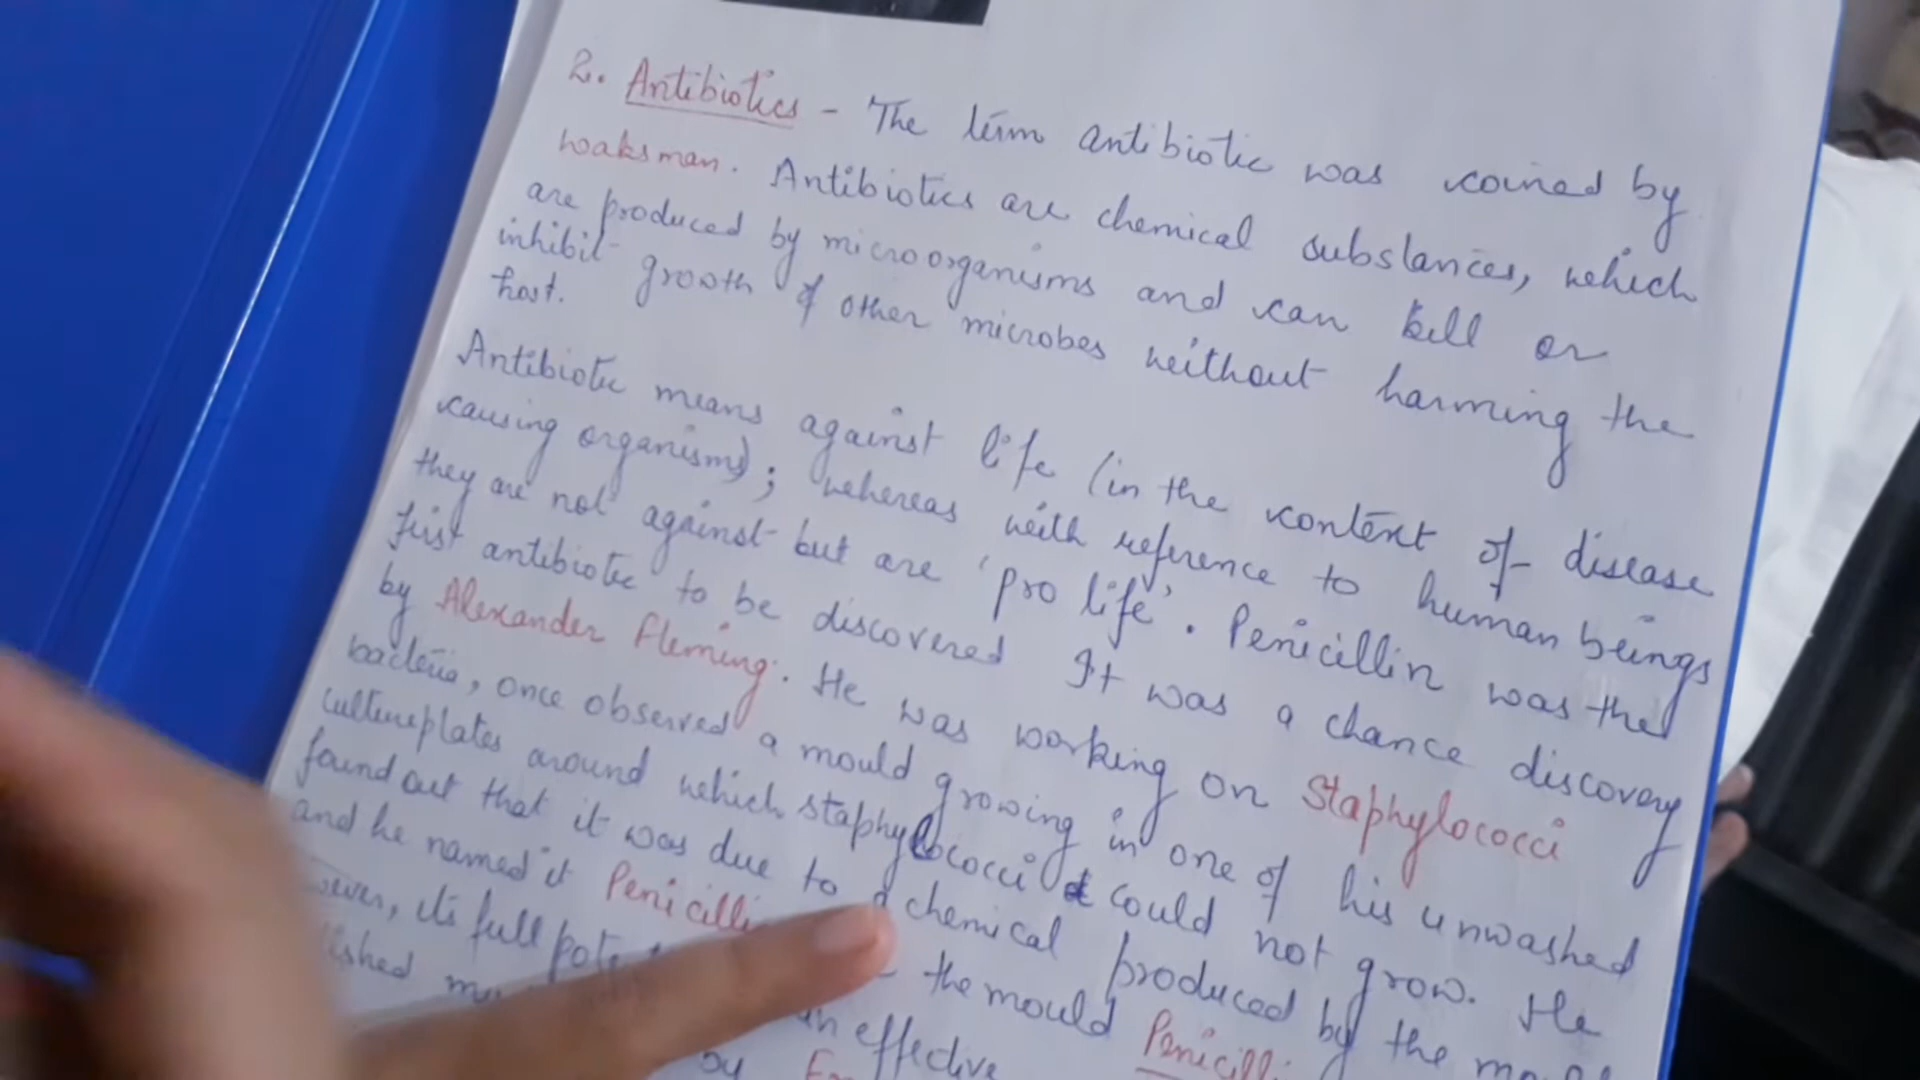 2. Antibiotics - The term antibiotic was coined by
Waksman. Antibiotics are chemical substances, which
are produced by microorganisms and can kill or
inhibit growth of other microbes without harming the
host.
Antibiotic means against life (in the context of disease
causing organisms); whereas with reference to human beings
they are not against but are 'pro life'. Penicillin was the
first antibiotic to be discovered It was a chance discovery
by Alexander Fleming. He was working on Staphylococci
bacteria, once observed a mould growing in one of his unwashed
cultureplates around which staphylococci could not grow. He
found out that it was due to a chemical produced by the
and he named it the mould
its full
an effective
by